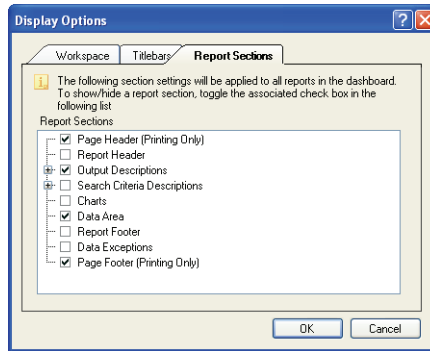 Display Options
Workspace Titlebars Report Sections
The following section settings will be applied to all reports in the dashboard.
To show/hide a report section, toggle the associated check box in the
following list
Report Sections
Page Header (Printing Only)
Report Header
Output Descriptions
Search Criteria Descriptions
Charts
Data Area
Report Footer
Data Exceptions
Page Footer (Printing Only)
OK Cancel